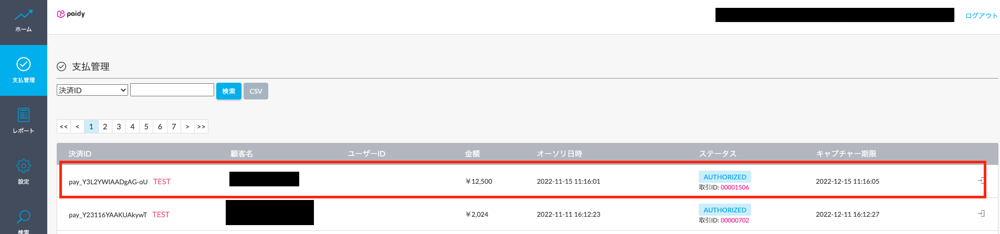 paidy
ログアウト
ホーム
支払管理
レポート
設定
検索
支払管理
決済ID 検索 CSV
<< < 1 2 3 4 5 6 7 > >>
決済ID 顧客名 ユーザーID 金額 オーソリ日時 ステータス キャプチャー期限
pay_Y3L2YWIAADgAG-oU TEST ￥12,500 2022-11-15 11:16:01 AUTHORIZED 2022-12-15 11:16:05
取引ID: 00001506
pay_Y23116YAAKUAkywT TEST ￥2,024 2022-11-11 16:12:23 AUTHORIZED 2022-12-11 16:12:27
取引ID: 00000702